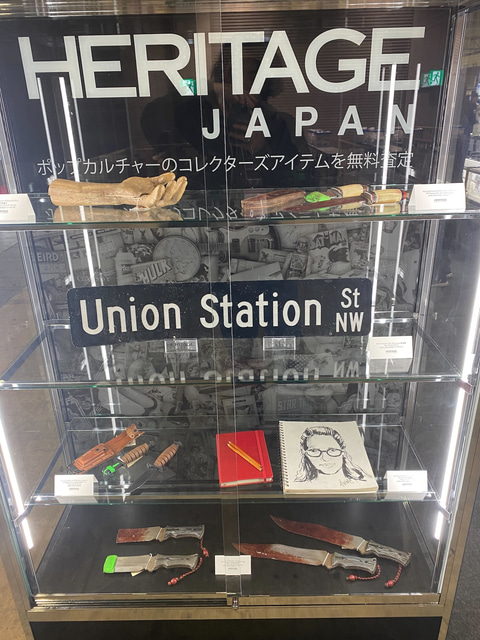 HERITAGE
JAPAN
ポップカルチャーのコレクターズアイテムを無料査定
HULK
Union Station St
NW